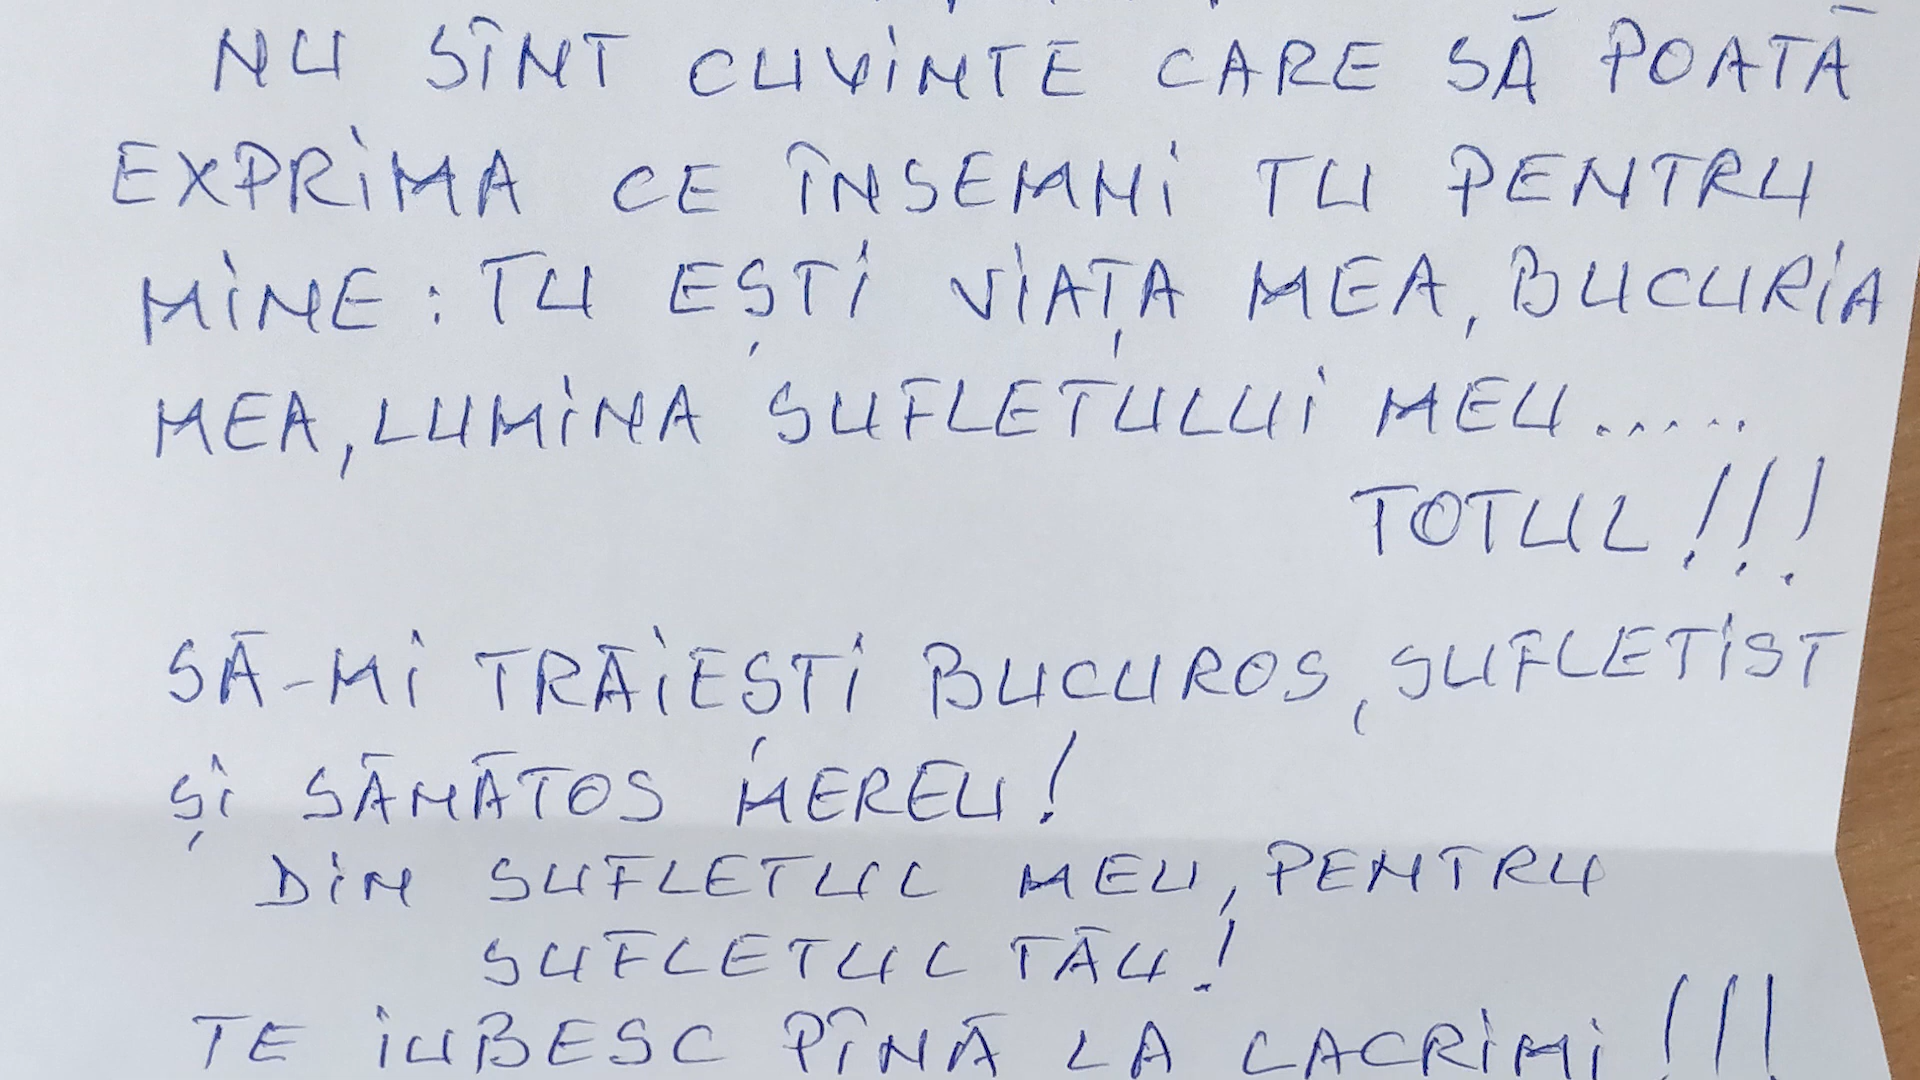 NU SÎNT CUVINTE CARE SĂ POATĂ
EXPRIMA CE ÎNSEMNI TU PENTRU
MINE: TU EȘTI VIAȚA MEA, BUCURIA
MEA, LUMINA SUFLETULUI MEU.....
TOTUL!!!
SĂ-MI TRĂIEȘTI BUCUROS, SUFLETIST
ȘI SĂNĂTOS MEREU!
DIN SUFLETUL MEU, PENTRU
SUFLETUL TĂU!
TE IUBESC PÎNĂ LA LACRIMI!!!